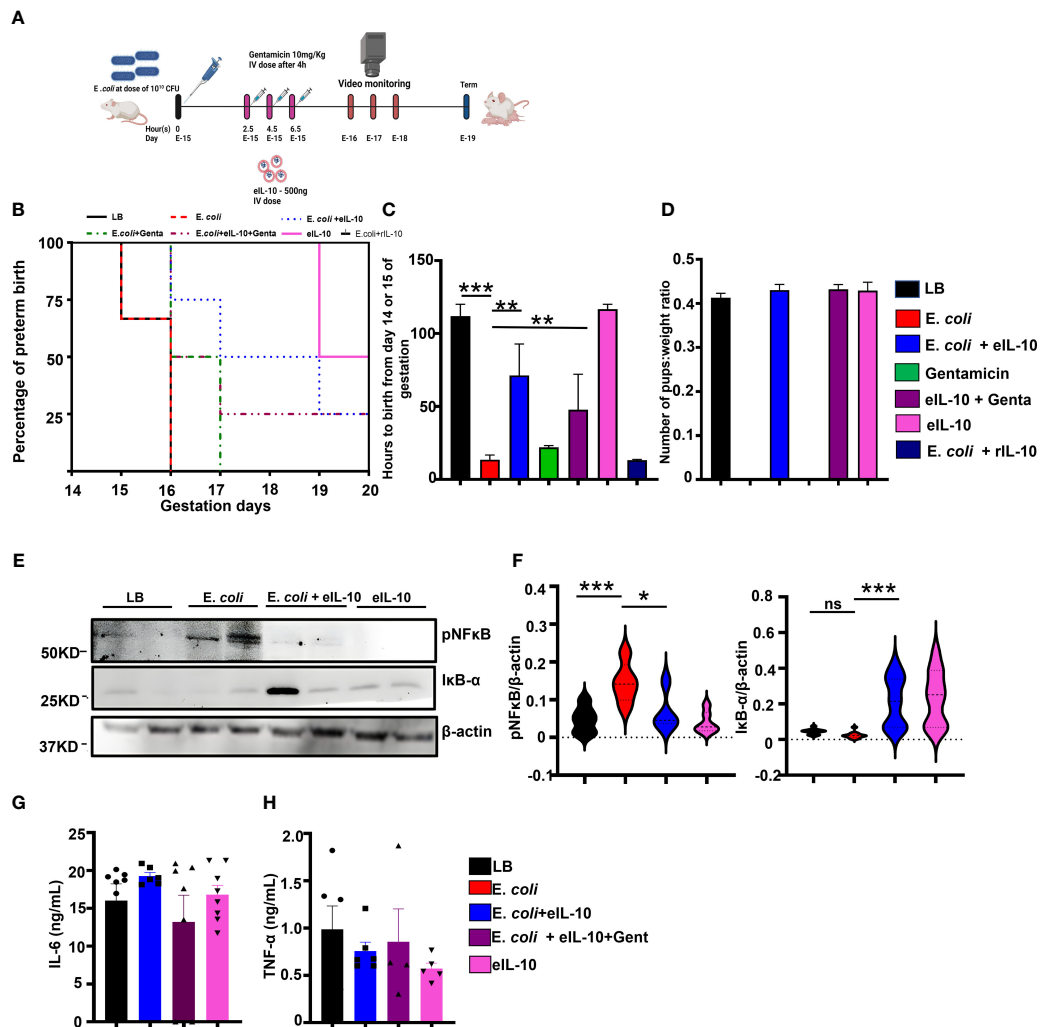 A
Gentamicin 10mg/Kg
IV dose after 4h
E .coli at dose of 10¹⁰ CFU
Video monitoring
Term
Hour(s) 0 2.5 4.5 6.5
Day E-15 E-15 E-15 E-15 E-16 E-17 E-18 E-19
eIL-10 - 500ng
IV dose
B
LB E. coli E. coli +eIL-10
E.coli+Genta E.coli+eIL-10+Genta eIL-10 E.coli+rIL-10
Percentage of preterm birth
100
75
50
25
14 15 16 17 18 19 20
Gestation days
C
Hours to birth from day 14 or 15 of
gestation
150
100
50
0
***
**
**
D
Number of pups:weight ratio
0.5
0.4
0.3
0.2
0.1
0
LB
E. coli
E. coli + eIL-10
Gentamicin
eIL-10 + Genta
eIL-10
E. coli + rIL-10
E
LB E. coli E. coli + eIL-10 eIL-10
50KD
pNFκB
25KD
IκB-α
37KD
β-actin
F
pNFκB/β-actin
0.4
0.3
0.2
0.1
0
-0.1
***
*
IκB-α/β-actin
0.8
0.6
0.4
0.2
0
-0.2
ns
***
G
IL-6 (ng/mL)
25
20
15
10
5
0
H
TNF-α (ng/mL)
2.0
1.5
1.0
0.5
0
LB
E. coli
E. coli+eIL-10
E. coli + eIL-10+Gent
eIL-10